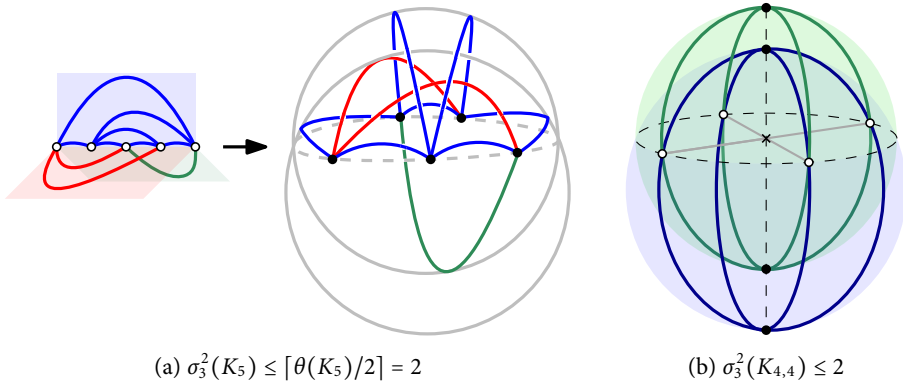 (a) σ₃²(K₅) ≤ ⌈θ(K₅)/2⌉ = 2
(b) σ₃²(K₄,₄) ≤ 2